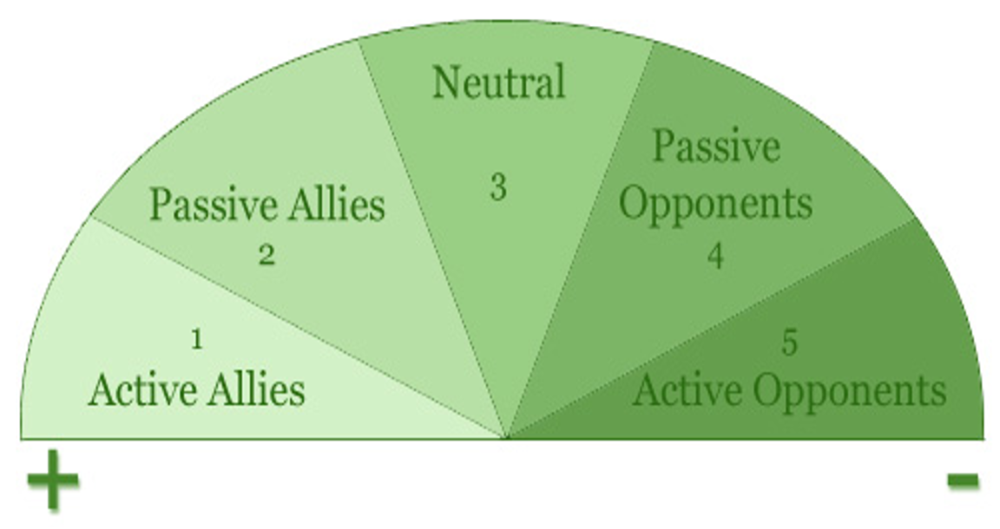 Neutral
3
Passive
Opponents
4
Passive Allies
2
1
Active Allies
5
Active Opponents
+
-